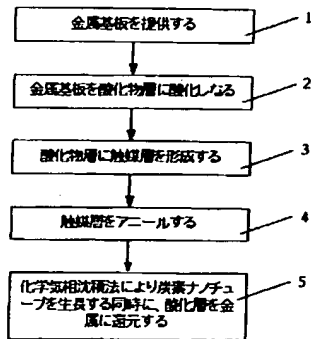 金属基板を提供する
1
金属基板を酸化物層に酸化しなる
2
酸化物層に触媒層を形成する
3
触媒層をアニールする
4
化学気相沈積法により炭素ナノチュ
ーブを生長する同時に、酸化層を金
属に還元する
5